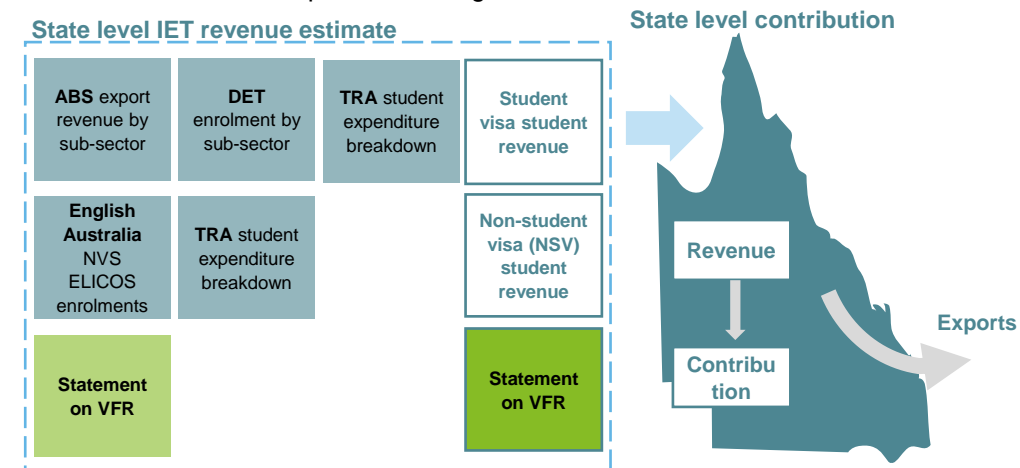 State level IET revenue estimate
State level contribution
ABS export
revenue by
sub-sector
DET
enrolment by
sub-sector
TRA student
expenditure
breakdown
Student
visa student
revenue
English
Australia
NVS
ELICOS
enrolments
TRA student
expenditure
breakdown
Non-student
visa (NSV)
student
revenue
Statement
on VFR
Statement
on VFR
Revenue
Contribu
tion
Exports